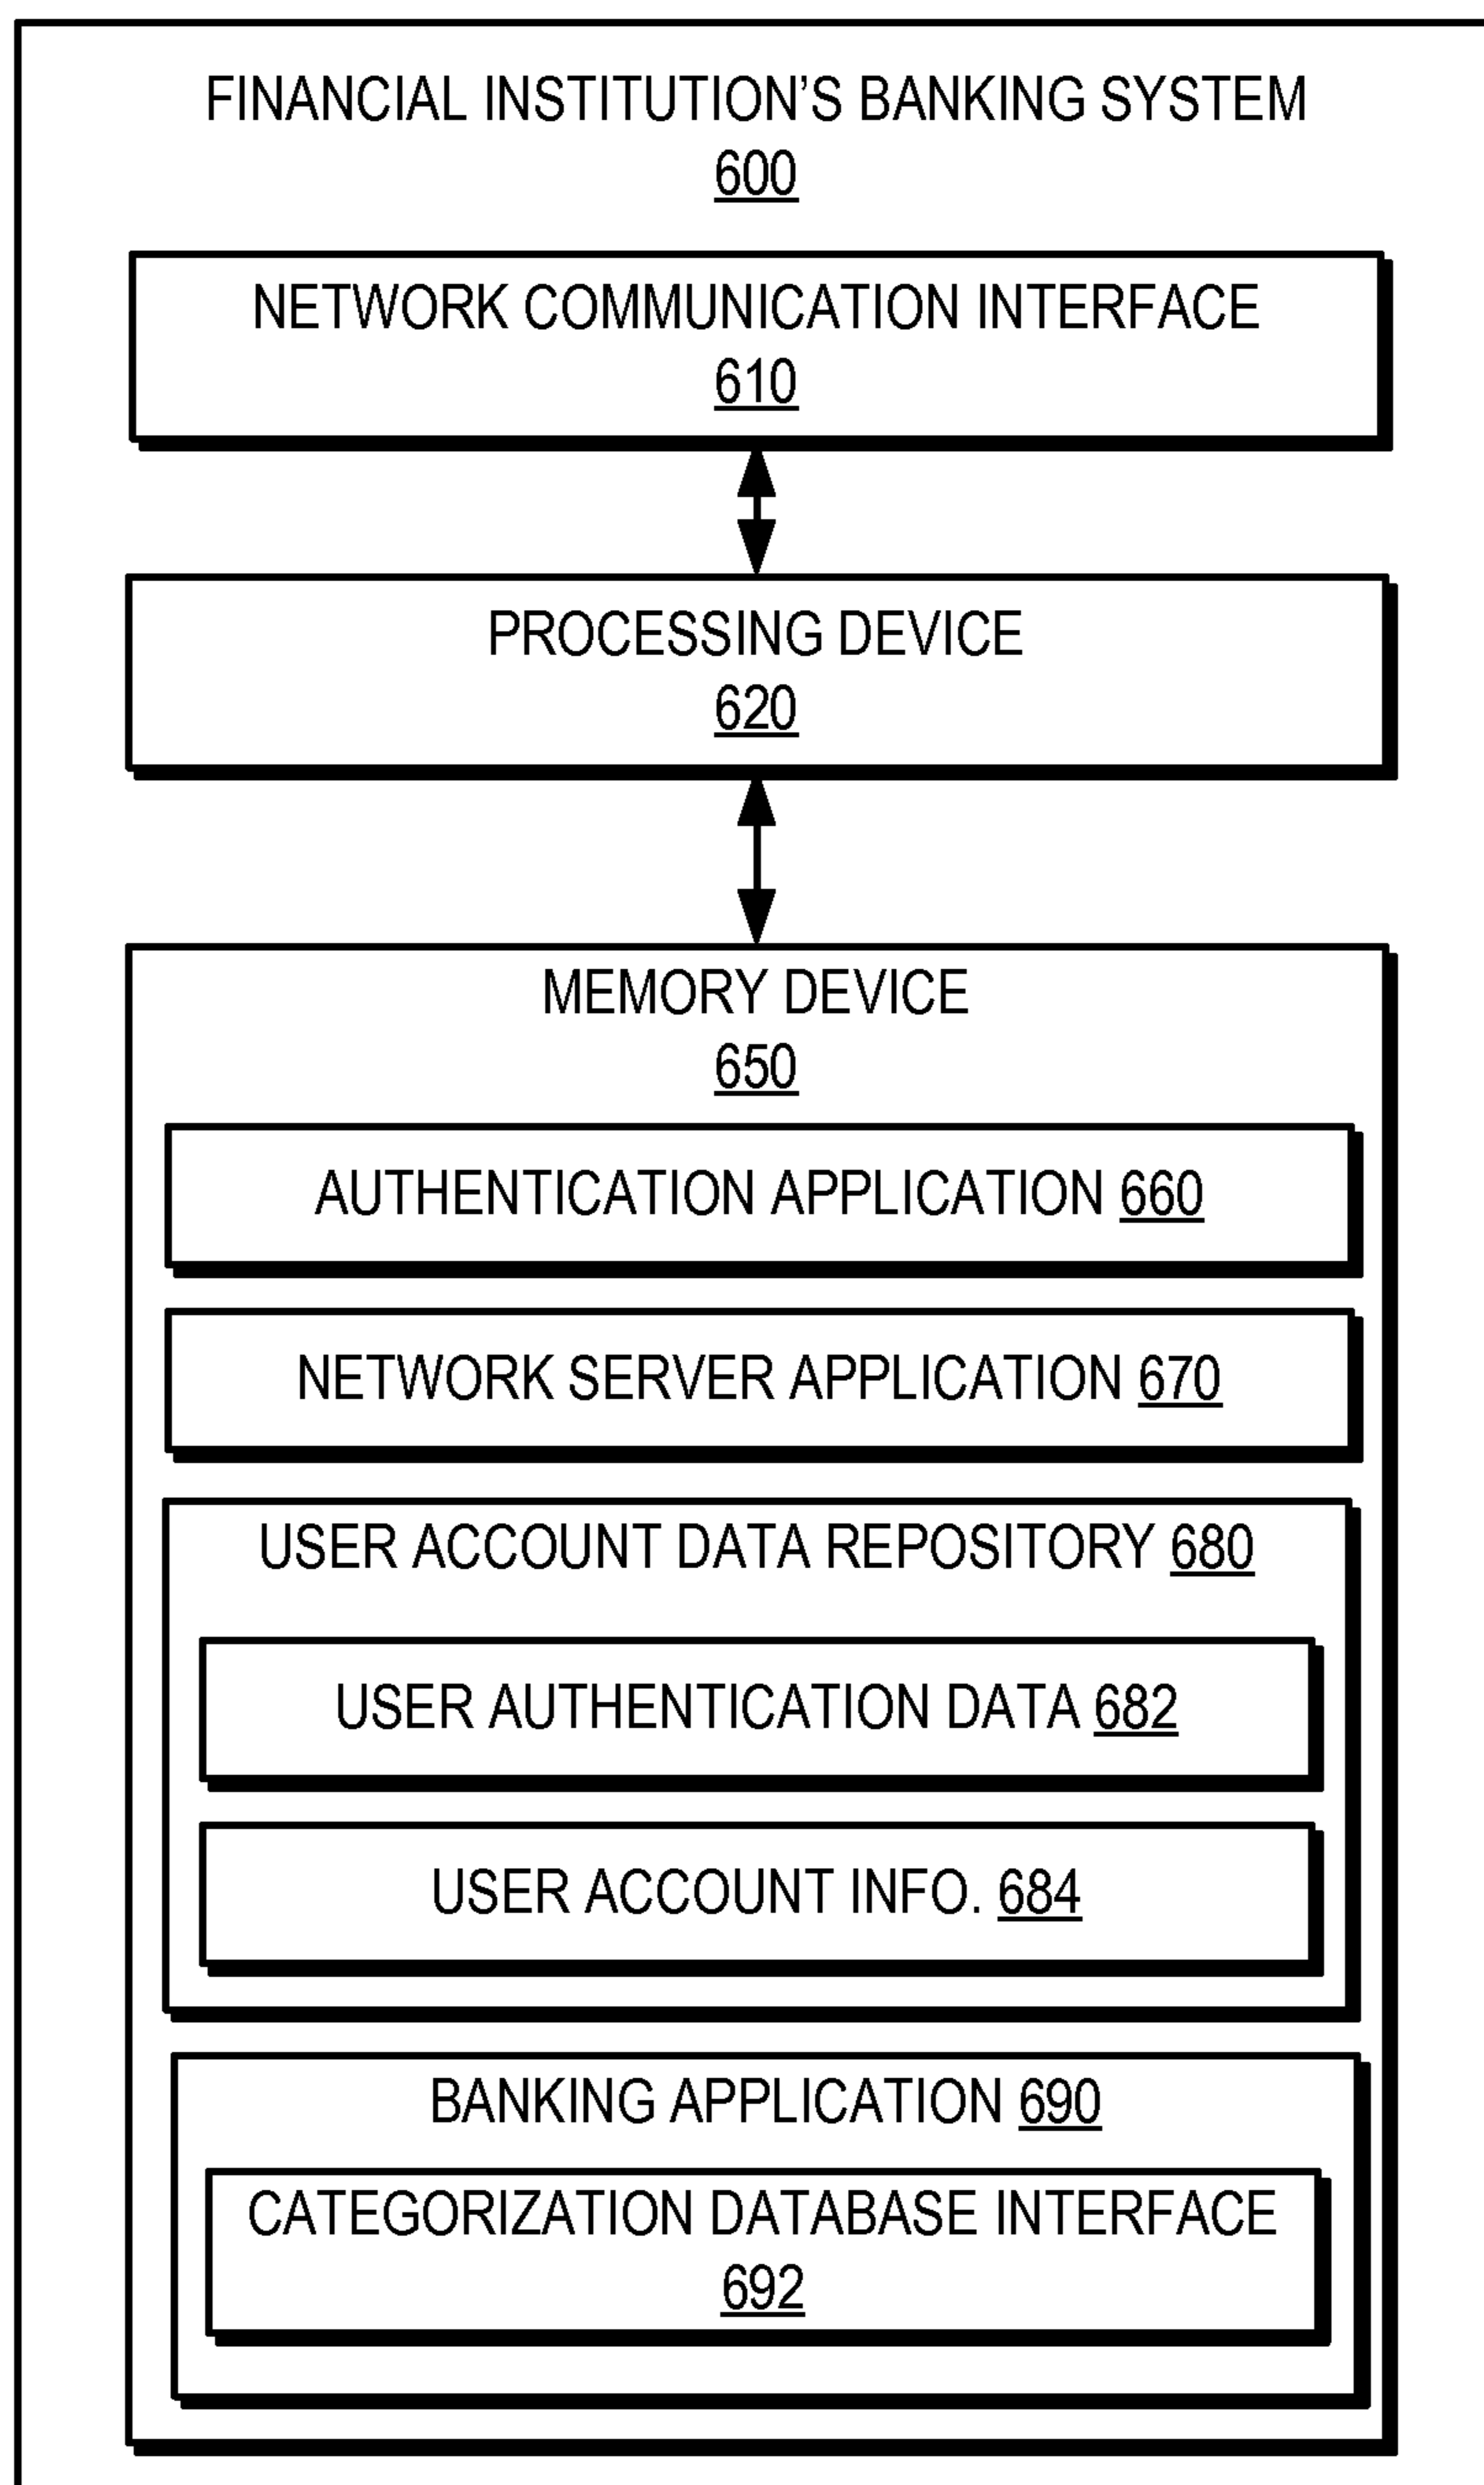 FINANCIAL INSTITUTION'S BANKING SYSTEM
600
NETWORK COMMUNICATION INTERFACE
610
PROCESSING DEVICE
620
MEMORY DEVICE
650
AUTHENTICATION APPLICATION 660
NETWORK SERVER APPLICATION 670
USER ACCOUNT DATA REPOSITORY 680
USER AUTHENTICATION DATA 682
USER ACCOUNT INFO. 684
BANKING APPLICATION 690
CATEGORIZATION DATABASE INTERFACE
692